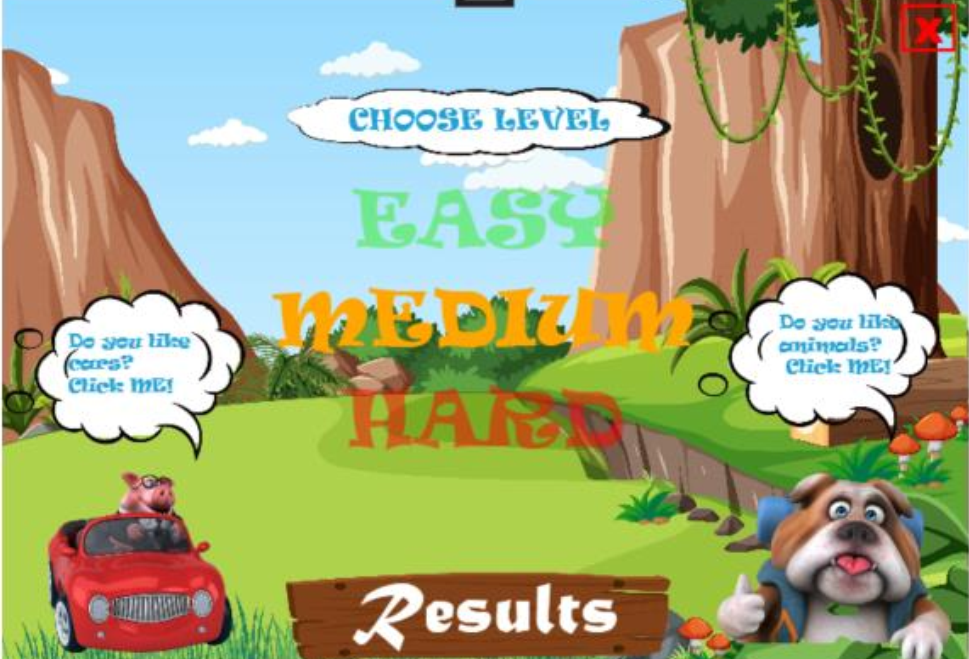 X
CHOOSE LEVEL
EASY
MEDIUM
HARD
Do you like
cars?
Click ME!
Do you like
animals?
Click ME!
Results